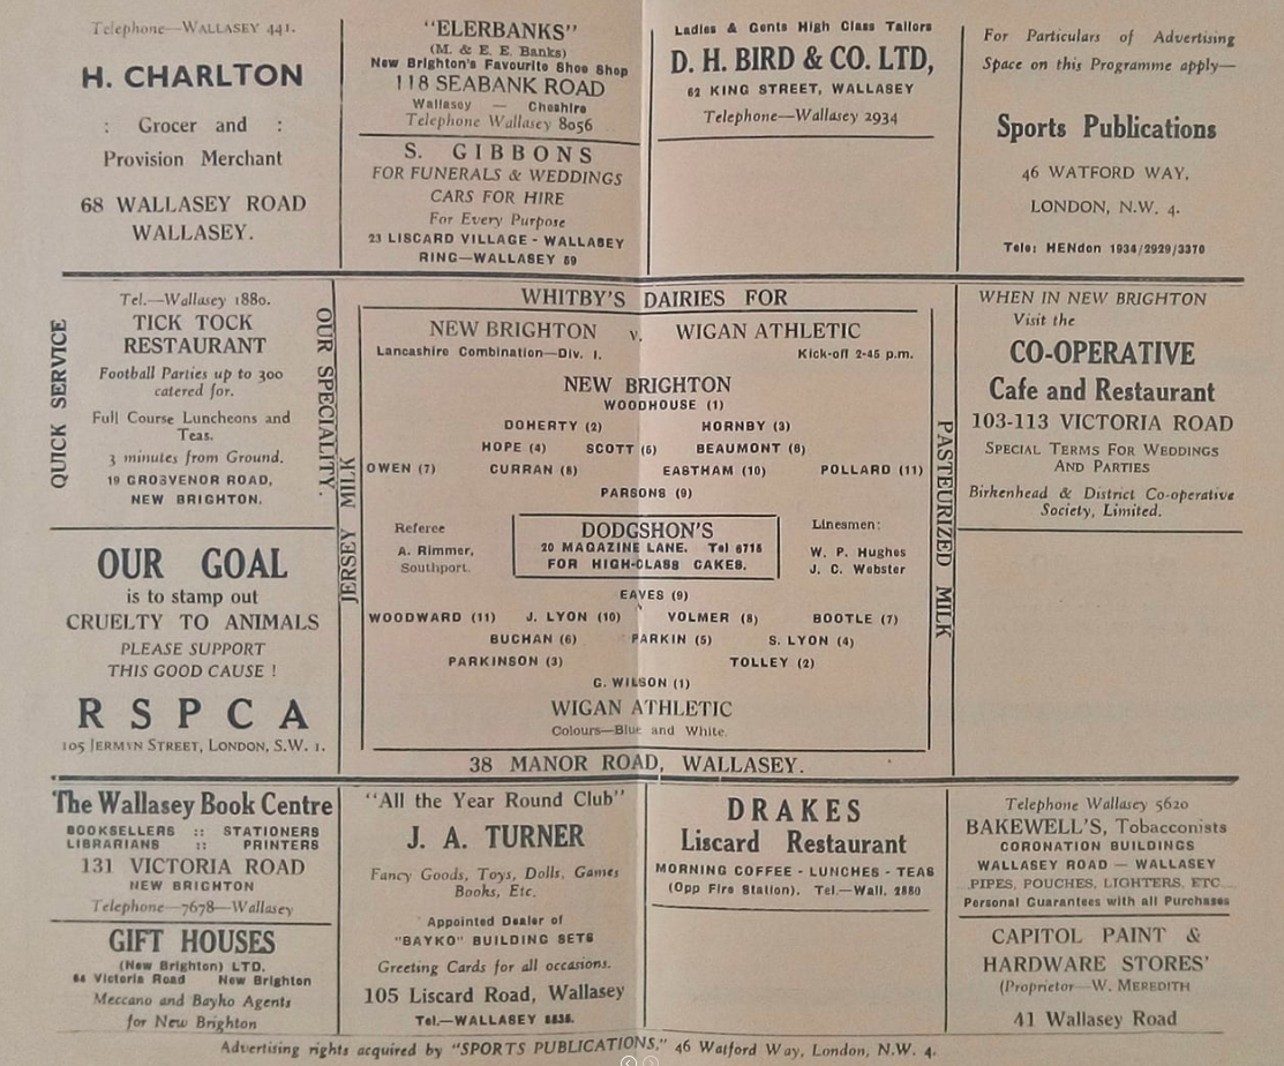 Telephone—WALLASEY 441.
H. CHARLTON
: Grocer and :
Provision Merchant
68 WALLASEY ROAD
WALLASEY.
"ELERBANKS"
(M. & E. E. Banks)
New Brighton's Favourite Shoe Shop
118 SEABANK ROAD
Wallasey — Cheshire
Telephone Wallasey 8056
S. GIBBONS
FOR FUNERALS & WEDDINGS
CARS FOR HIRE
For Every Purpose
23 LISCARD VILLAGE - WALLASEY
RING—WALLASEY 59
Ladies & Gents High Class Tailors
D. H. BIRD & CO. LTD,
62 KING STREET, WALLASEY
Telephone—Wallasey 2934
For Particulars of Advertising
Space on this Programme apply—
Sports Publications
46 WATFORD WAY,
LONDON, N.W. 4.
Tele: HENdon 1934/2929/3370
QUICK SERVICE
Tel.—Wallasey 1880.
TICK TOCK
RESTAURANT
Football Parties up to 300
catered for.
Full Course Luncheons and
Teas.
3 minutes from Ground.
19 GROSVENOR ROAD,
NEW BRIGHTON.
OUR SPECIALITY.
OUR GOAL
is to stamp out
CRUELTY TO ANIMALS
PLEASE SUPPORT
THIS GOOD CAUSE !
R S P C A
105 JERMYN STREET, LONDON, S.W. 1.
WHITBY'S DAIRIES FOR
JERSEY MILK
NEW BRIGHTON v. WIGAN ATHLETIC
Lancashire Combination—Div. I. Kick-off 2-45 p.m.
NEW BRIGHTON
WOODHOUSE (1)
DOHERTY (2) HORNBY (3)
HOPE (4) SCOTT (5) BEAUMONT (6)
OWEN (7) CURRAN (8) EASTHAM (10) POLLARD (11)
PARSONS (9)
Referee
A. Rimmer,
Southport.
DODGSHON'S
20 MAGAZINE LANE. Tel 6715
FOR HIGH-CLASS CAKES.
Linesmen:
W. P. Hughes
J. C. Webster
EAVES (9)
WOODWARD (11) J. LYON (10) VOLMER (8) BOOTLE (7)
BUCHAN (6) PARKIN (5) S. LYON (4)
PARKINSON (3) TOLLEY (2)
G. WILSON (1)
WIGAN ATHLETIC
Colours—Blue and White.
PASTEURIZED MILK
38 MANOR ROAD, WALLASEY.
WHEN IN NEW BRIGHTON
Visit the
CO-OPERATIVE
Cafe and Restaurant
103-113 VICTORIA ROAD
SPECIAL TERMS FOR WEDDINGS
AND PARTIES
Birkenhead & District Co-operative
Society, Limited.
The Wallasey Book Centre
BOOKSELLERS :: STATIONERS
LIBRARIANS :: PRINTERS
131 VICTORIA ROAD
NEW BRIGHTON
Telephone—7678—Wallasey
GIFT HOUSES
(New Brighton) LTD.
Victoria Road New Brighton
Meccano and Bayko Agents
for New Brighton
"All the Year Round Club"
J. A. TURNER
Fancy Goods, Toys, Dolls, Games
Books, Etc.
Appointed Dealer of
"BAYKO" BUILDING SETS
Greeting Cards for all occasions.
105 Liscard Road, Wallasey
Tel.—WALLASEY
DRAKES
Liscard Restaurant
MORNING COFFEE - LUNCHES - TEAS
(Opp Fire Station). Tel.—Wall. 2880
Telephone Wallasey 5620
BAKEWELL'S, Tobacconists
CORONATION BUILDINGS
WALLASEY ROAD — WALLASEY
PIPES, POUCHES, LIGHTERS, ETC
Personal Guarantees with all Purchases
CAPITOL PAINT &
HARDWARE STORES'
(Proprietor—W. MEREDITH
41 Wallasey Road
Advertising rights acquired by "SPORTS PUBLICATIONS," 46 Watford Way, London, N.W. 4.